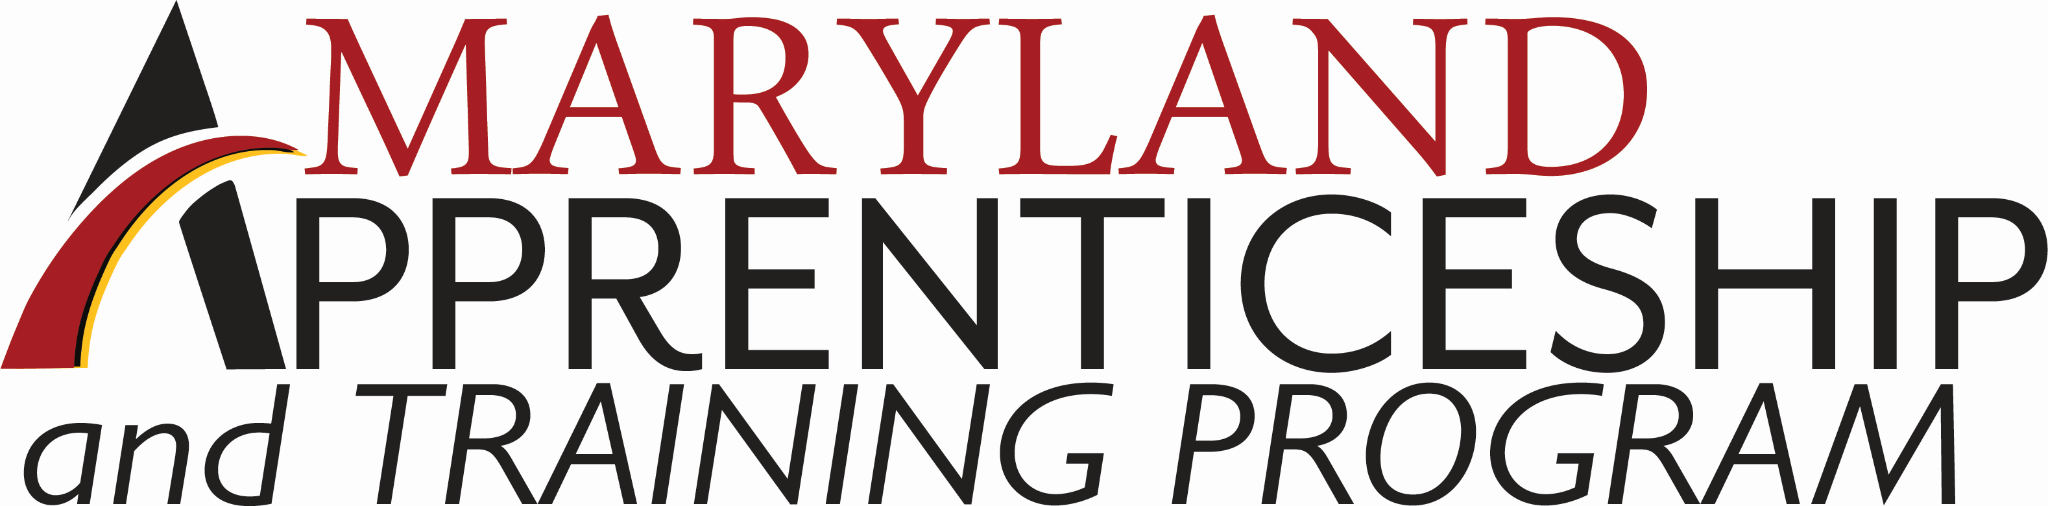 MARYLAND
APPRENTICESHIP
and TRAINING PROGRAM